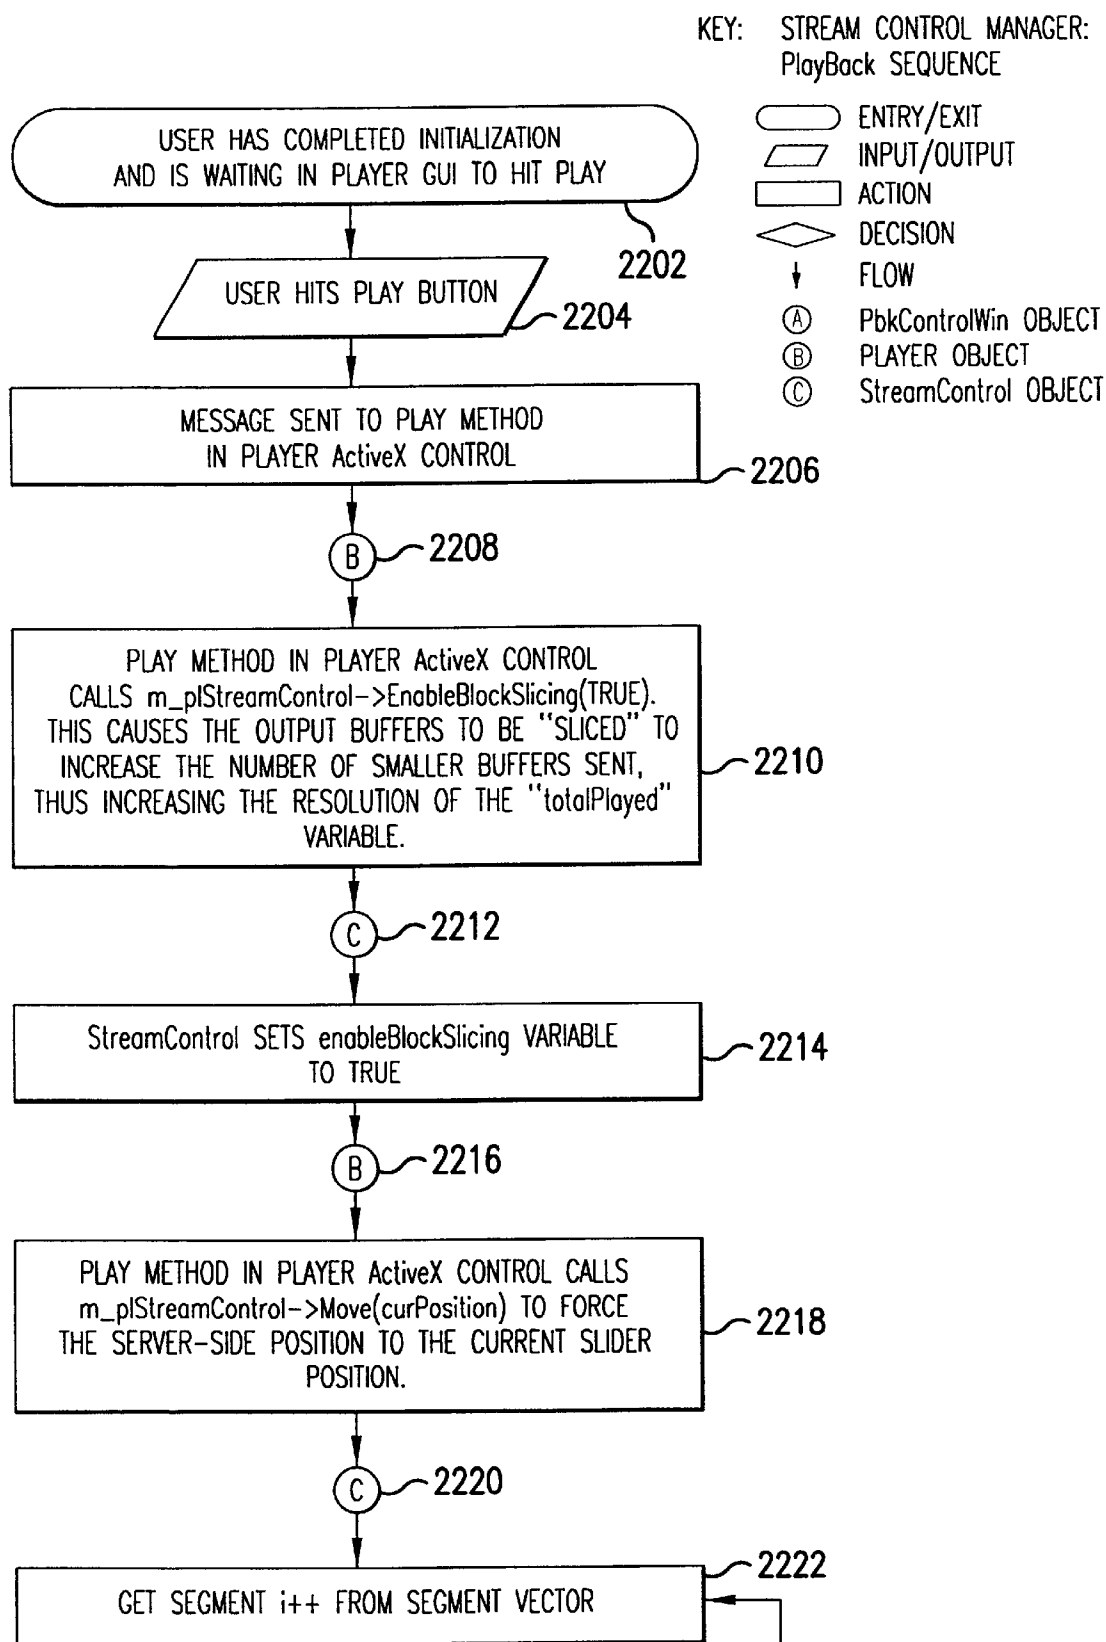 KEY: STREAM CONTROL MANAGER:
PlayBack SEQUENCE
ENTRY/EXIT
INPUT/OUTPUT
ACTION
DECISION
FLOW
A PbkControlWin OBJECT
B PLAYER OBJECT
C StreamControl OBJECT
USER HAS COMPLETED INITIALIZATION
AND IS WAITING IN PLAYER GUI TO HIT PLAY
2202
USER HITS PLAY BUTTON
2204
MESSAGE SENT TO PLAY METHOD
IN PLAYER ActiveX CONTROL
2206
B 2208
PLAY METHOD IN PLAYER ActiveX CONTROL
CALLS m_plStreamControl->EnableBlockSlicing(TRUE).
THIS CAUSES THE OUTPUT BUFFERS TO BE "SLICED" TO
INCREASE THE NUMBER OF SMALLER BUFFERS SENT,
THUS INCREASING THE RESOLUTION OF THE "totalPlayed"
VARIABLE.
2210
C 2212
StreamControl SETS enableBlockSlicing VARIABLE
TO TRUE
2214
B 2216
PLAY METHOD IN PLAYER ActiveX CONTROL CALLS
m_plStreamControl->Move(curPosition) TO FORCE
THE SERVER-SIDE POSITION TO THE CURRENT SLIDER
POSITION.
2218
C 2220
2222
GET SEGMENT i++ FROM SEGMENT VECTOR